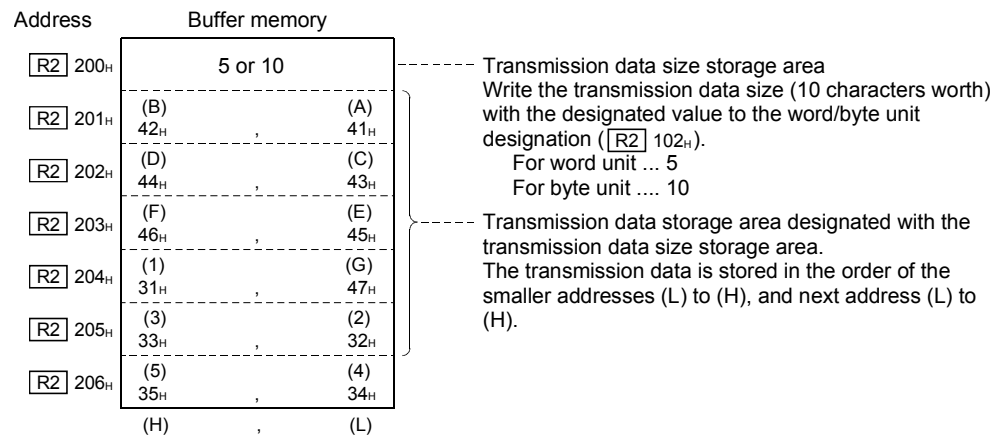 Address Buffer memory
R2 200H 5 or 10
Transmission data size storage area
Write the transmission data size (10 characters worth)
with the designated value to the word/byte unit
designation ( R2 102H).
For word unit ... 5
For byte unit .... 10
(B) (A)
R2 201H 42H , 41H
(D) (C)
R2 202H 44H , 43H
(F) (E)
R2 203H 46H , 45H
Transmission data storage area designated with the
transmission data size storage area.
The transmission data is stored in the order of the
smaller addresses (L) to (H), and next address (L) to
(H).
(1) (G)
R2 204H 31H , 47H
(3) (2)
R2 205H 33H , 32H
(5) (4)
R2 206H 35H , 34H
(H) , (L)